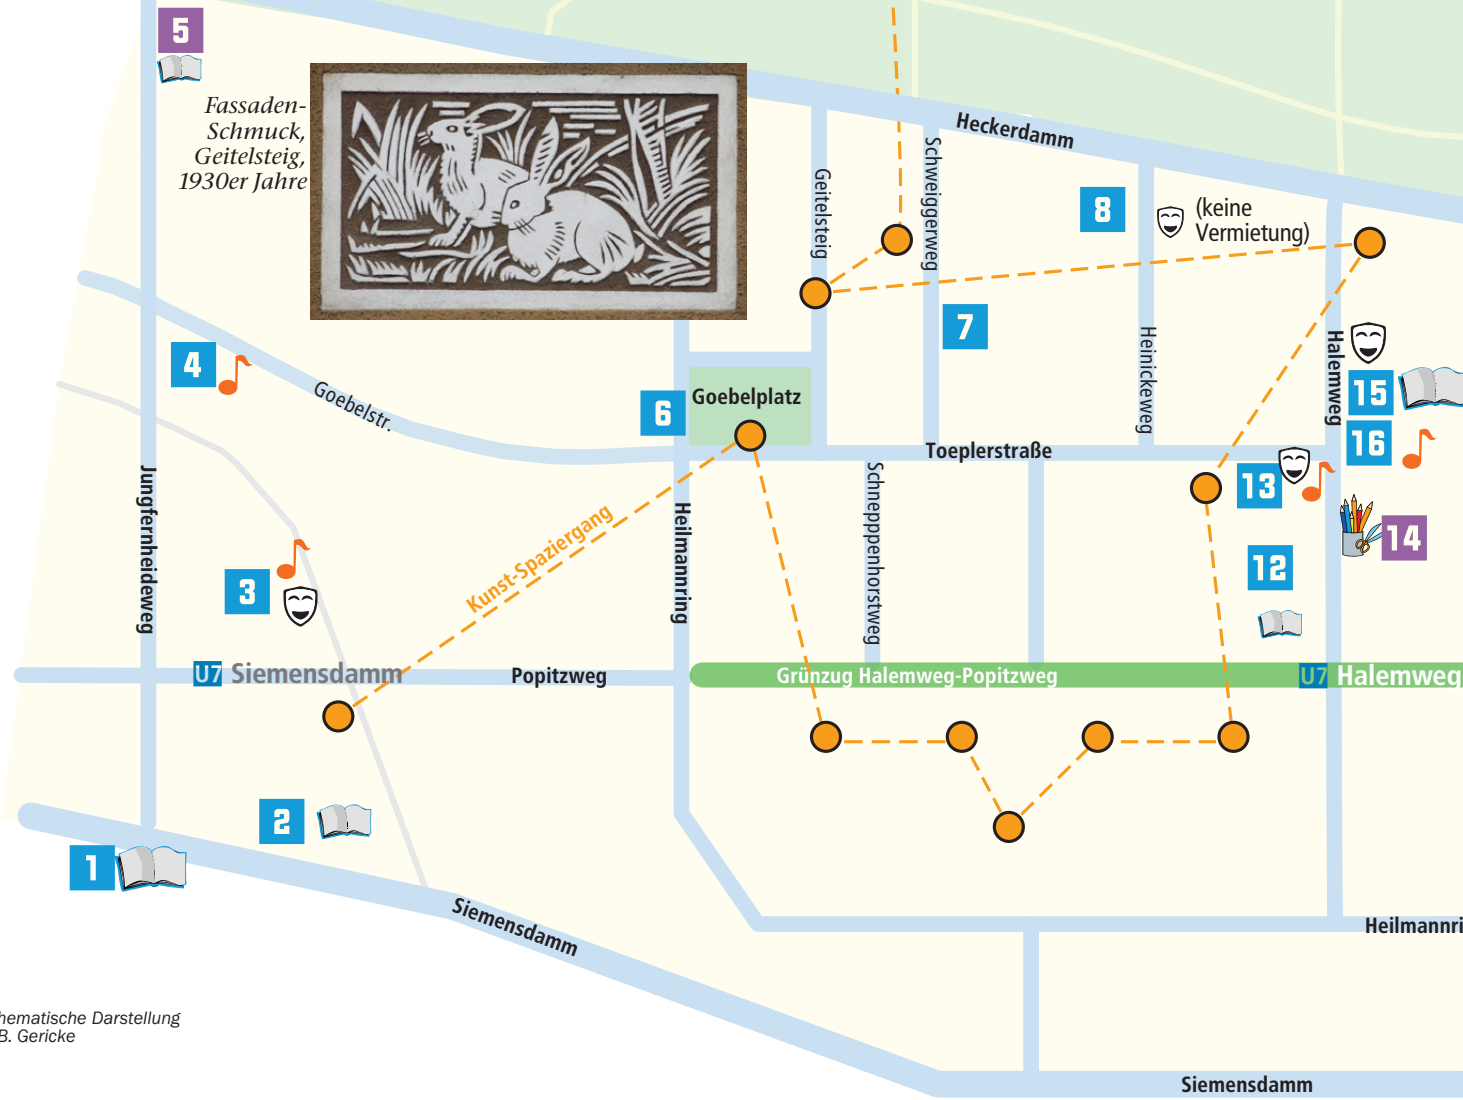 5
Fassaden-
Schmuck,
Geitelsteig,
1930er Jahre
Heckerdamm
Geitelsteig
Schweiggerweg
8
(keine
Vermietung)
7
4
Goebelstr.
6
Goebelplatz
Heinickeweg
Halemweg
15
16
Toeplerstraße
13
14
12
Jungfernheideweg
Kunst-Spaziergang
Heilmannring
Schnepppenhorstweg
3
U7 Siemensdamm
Popitzweg
Grünzug Halemweg-Popitzweg
U7 Halemweg
2
1
Siemensdamm
Heilmannri
hematische Darstellung
B. Gericke
Siemensdamm